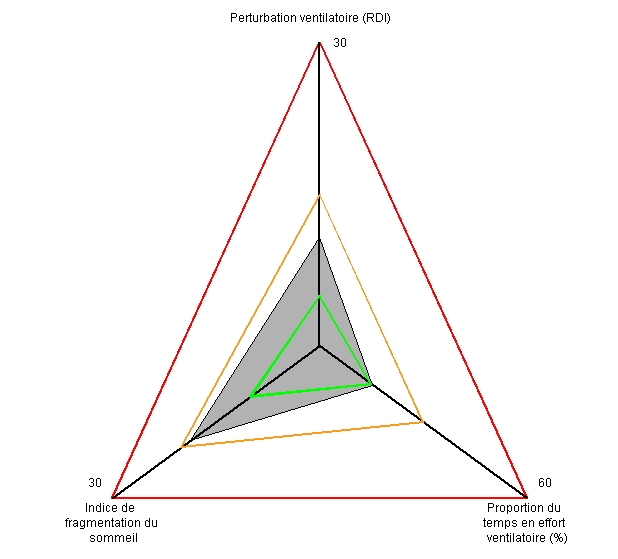 Perturbation ventilatoire (RDI)
30
30
60
Indice de
fragmentation du
sommeil
Proportion du
temps en effort
ventilatoire (%)